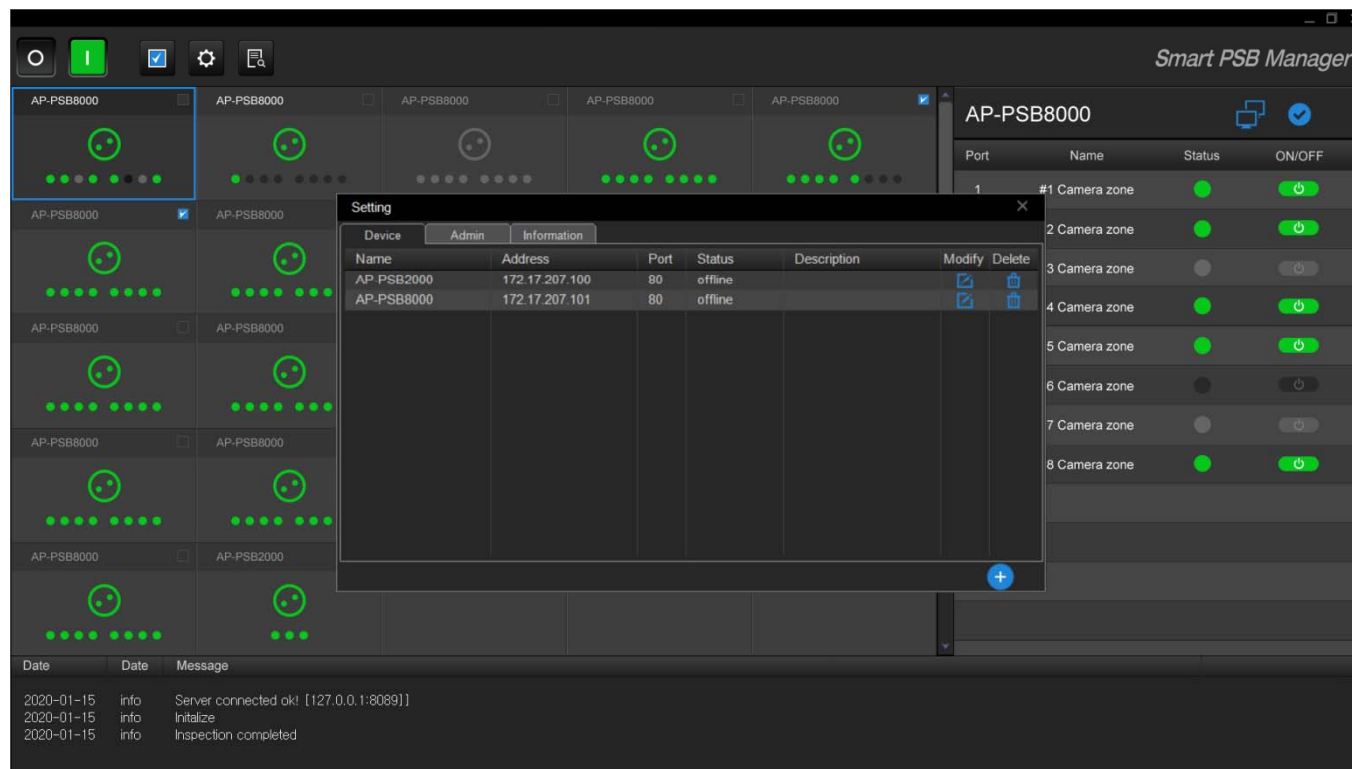 Smart PSB Manager
AP-PSB8000 AP-PSB8000 AP-PSB8000 AP-PSB8000 AP-PSB8000
AP-PSB8000 AP-PSB8000
AP-PSB8000 AP-PSB8000
AP-PSB8000 AP-PSB8000
AP-PSB8000 AP-PSB2000
Setting
Device Admin Information
Name Address Port Status Description Modify Delete
AP-PSB2000 172.17.207.100 80 offline
AP-PSB8000 172.17.207.101 80 offline
AP-PSB8000
Port Name Status ON/OFF
1 #1 Camera zone
2 Camera zone
3 Camera zone
4 Camera zone
5 Camera zone
6 Camera zone
7 Camera zone
8 Camera zone
Date Date Message
2020-01-15 info Server connected ok! [127.0.0.1:8089]]
2020-01-15 info Initalize
2020-01-15 info Inspection completed